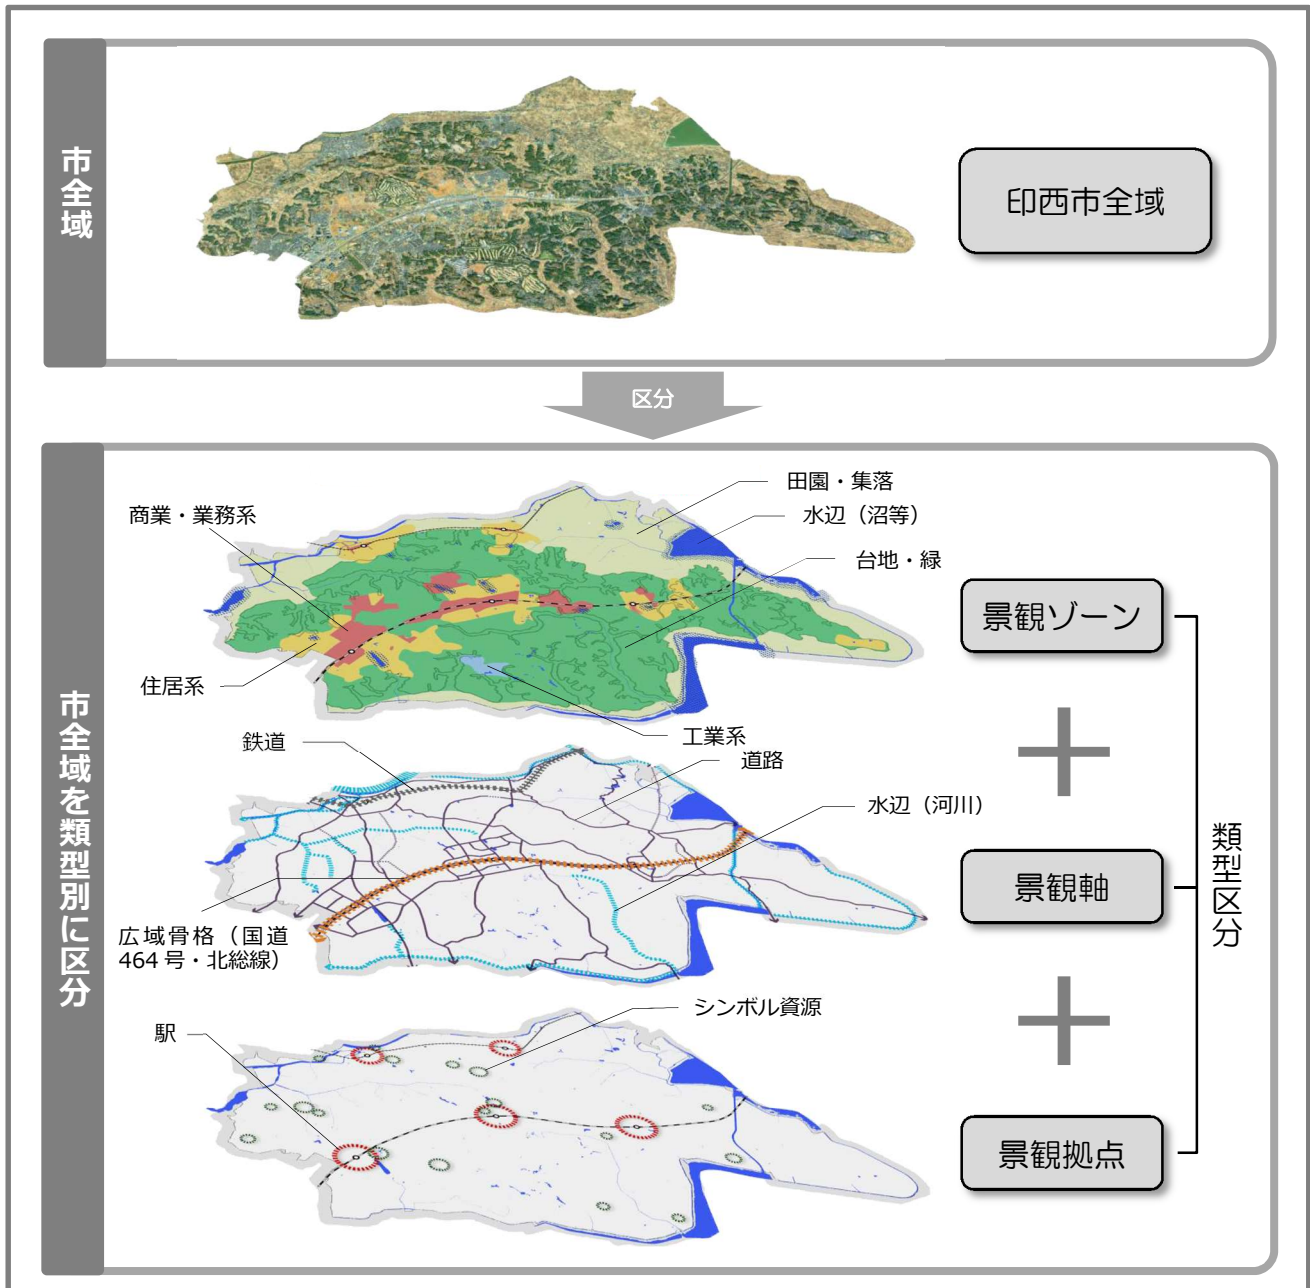 市全域
印西市全域
区分
市全域を類型別に区分
田園・集落
商業・業務系
水辺（沼等）
台地・緑
景観ゾーン
住居系
工業系
鉄道
道路
水辺（河川）
類型区分
景観軸
広域骨格（国道
464 号・北総線）
シンボル資源
駅
景観拠点